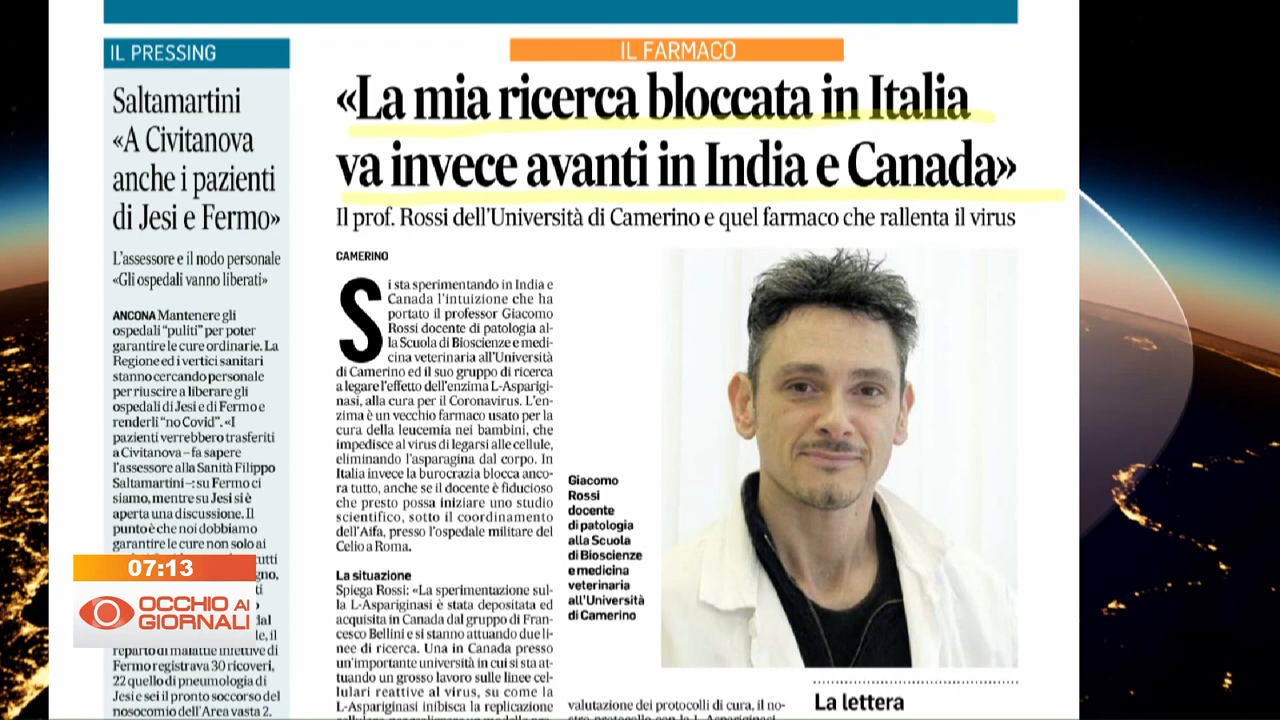 IL PRESSING
Saltamartini
«A Civitanova
anche i pazienti
di Jesi e Fermo»
L'assessore e il nodo personale
«Gli ospedali vanno liberati»
ANCONA Mantenere gli
ospedali "puliti" per poter
garantire le cure ordinarie. La
Regione ed i vertici sanitari
stanno cercando personale
per riuscire a liberare gli
ospedali di Jesi e di Fermo e
renderli "no Covid". «I
pazienti verrebbero trasferiti
a Civitanova – fa sapere
l'assessore alla Sanità Filippo
Saltamartini –: su Fermo ci
siamo, mentre su Jesi si è
aperta una discussione. Il
punto è che noi dobbiamo
garantire le cure non solo ai
tutti
07:13
OCCHIO AI
GIORNALI
reparto di malattie infettive di
Fermo registrava 30 ricoveri,
22 quello di pneumologia di
Jesi e sei il pronto soccorso del
nosocomio dell'Area vasta 2.
IL FARMACO
«La mia ricerca bloccata in Italia
va invece avanti in India e Canada»
Il prof. Rossi dell'Università di Camerino e quel farmaco che rallenta il virus
CAMERINO
Si sta sperimentando in India e
Canada l'intuizione che ha
portato il professor Giacomo
Rossi docente di patologia al-
la Scuola di Bioscienze e medi-
cina veterinaria all'Università
di Camerino ed il suo gruppo di ricerca
a legare l'effetto dell'enzima L-Asparigi-
nasi, alla cura per il Coronavirus. L'en-
zima è un vecchio farmaco usato per la
cura della leucemia nei bambini, che
impedisce al virus di legarsi alle cellule,
eliminando l'asparagina dal corpo. In
Italia invece la burocrazia blocca anco-
ra tutto, anche se il docente è fiducioso
che presto possa iniziare uno studio
scientifico, sotto il coordinamento
dell'Aifa, presso l'ospedale militare del
Celio a Roma.
La situazione
Spiega Rossi: «La sperimentazione sul-
la L-Aspariginasi è stata depositata ed
acquisita in Canada dal gruppo di Fran-
cesco Bellini e si stanno attuando due li-
nee di ricerca. Una in Canada presso
un'importante università in cui si sta at-
tuando un grosso lavoro sulle linee cel-
lulari reattive al virus, su come la
L-Aspariginasi inibisca la replicazione
Giacomo
Rossi
docente
di patologia
alla Scuola
di Bioscienze
e medicina
veterinaria
all'Università
di Camerino
valutazione dei protocolli di cura, il no-
stro protocollo con la L-Aspariginasi,
La lettera